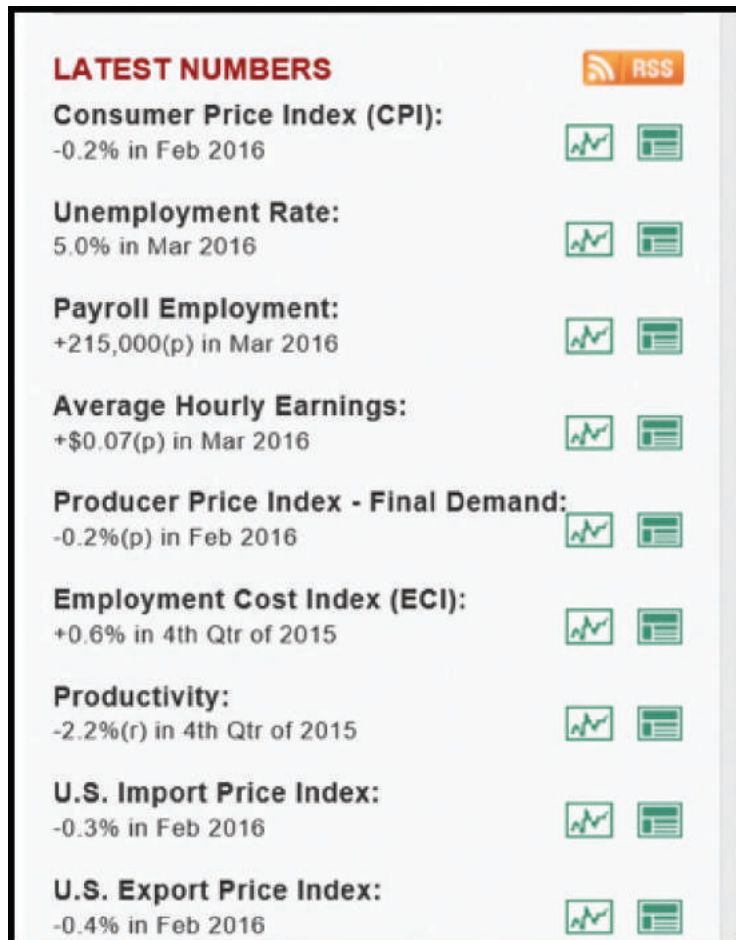 LATEST NUMBERS RSS
Consumer Price Index (CPI):
-0.2% in Feb 2016
Unemployment Rate:
5.0% in Mar 2016
Payroll Employment:
+215,000(p) in Mar 2016
Average Hourly Earnings:
+$0.07(p) in Mar 2016
Producer Price Index - Final Demand:
-0.2%(p) in Feb 2016
Employment Cost Index (ECI):
+0.6% in 4th Qtr of 2015
Productivity:
-2.2%(r) in 4th Qtr of 2015
U.S. Import Price Index:
-0.3% in Feb 2016
U.S. Export Price Index:
-0.4% in Feb 2016